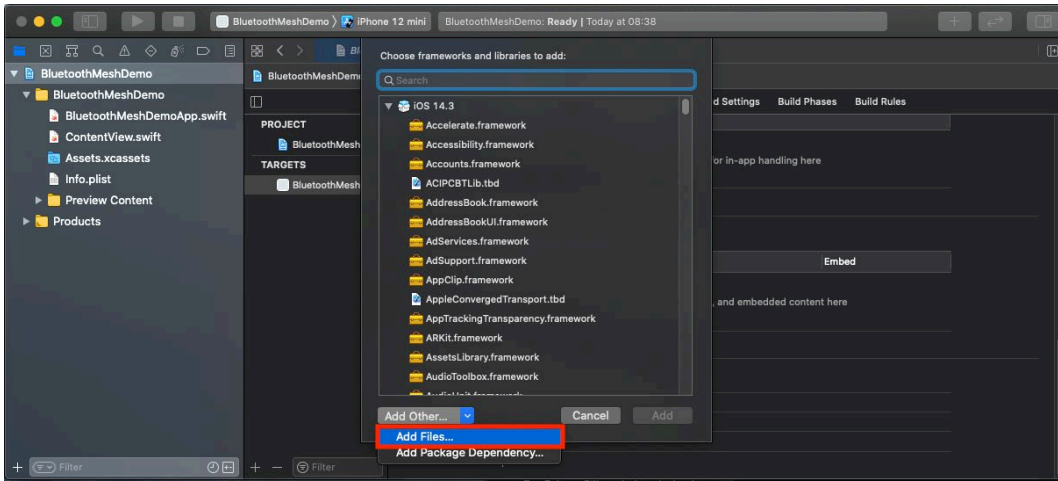 BluetoothMeshDemo
iPhone 12 mini
BluetoothMeshDemo: Ready | Today at 08:38
BluetoothMeshDemo
BluetoothMeshDemo
BluetoothMeshDemoApp.swift
ContentView.swift
Assets.xcassets
Info.plist
Preview Content
Products
Filter
BluetoothMeshDem
PROJECT
BluetoothMesh
TARGETS
BluetoothMesh
Filter
Choose frameworks and libraries to add:
Search
iOS 14.3
Accelerate.framework
Accessibility.framework
Accounts.framework
ACIPCBTLib.tbd
AddressBook.framework
AddressBookUI.framework
AdServices.framework
AdSupport.framework
AppClip.framework
AppleConvergedTransport.tbd
AppTrackingTransparency.framework
ARKit.framework
AssetsLibrary.framework
AudioToolbox.framework
Add Other...
Cancel
Add
Add Files...
Add Package Dependency...
d Settings
Build Phases
Build Rules
for in-app handling here
Embed
, and embedded content here